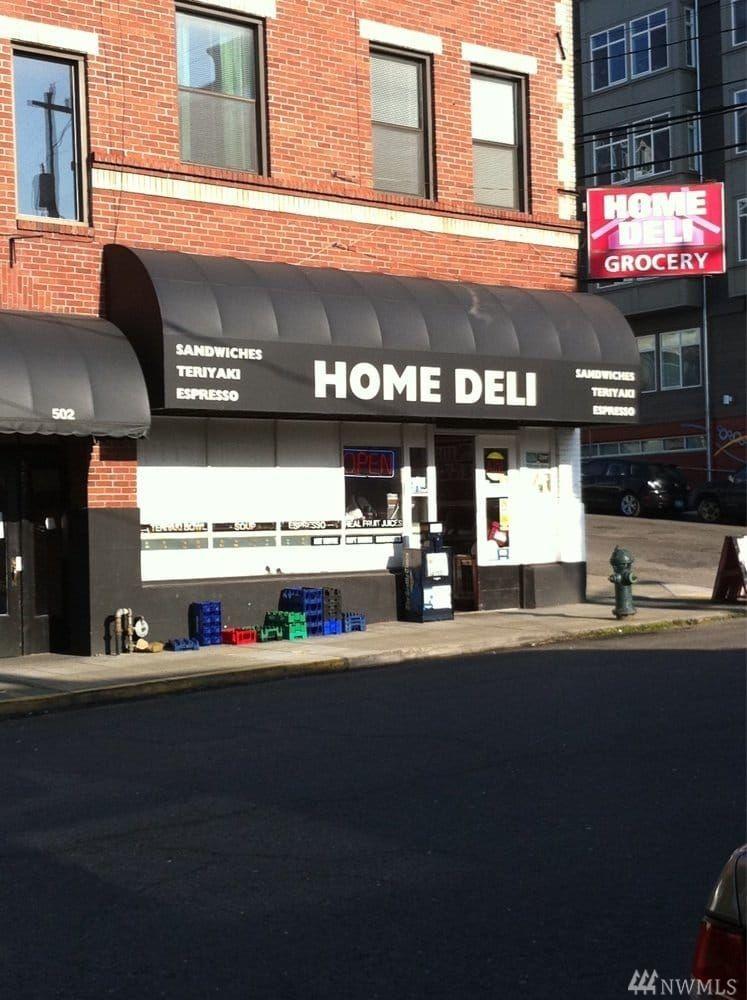 HOME
DELI
GROCERY
SANDWICHES
TERIYAKI
ESPRESSO
HOME DELI
SANDWICHES
TERIYAKI
ESPRESSO
502
OPEN
TERIYAKI BOWL
SOUP
ESPRESSO
REAL FRUIT JUICES
NWMLS